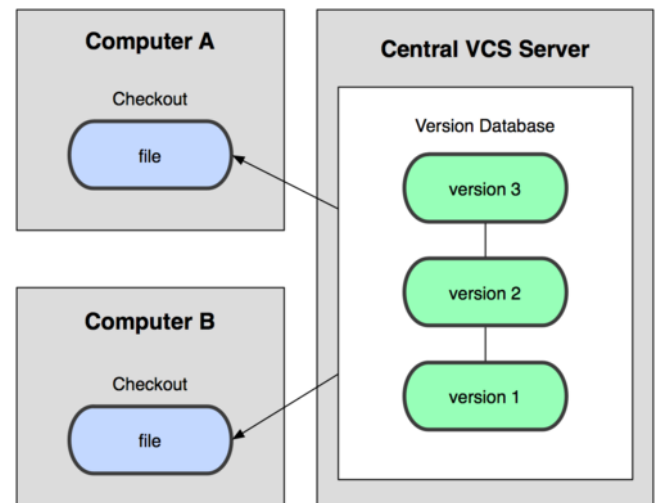 Computer A
Checkout
file
Computer B
Checkout
file
Central VCS Server
Version Database
version 3
version 2
version 1